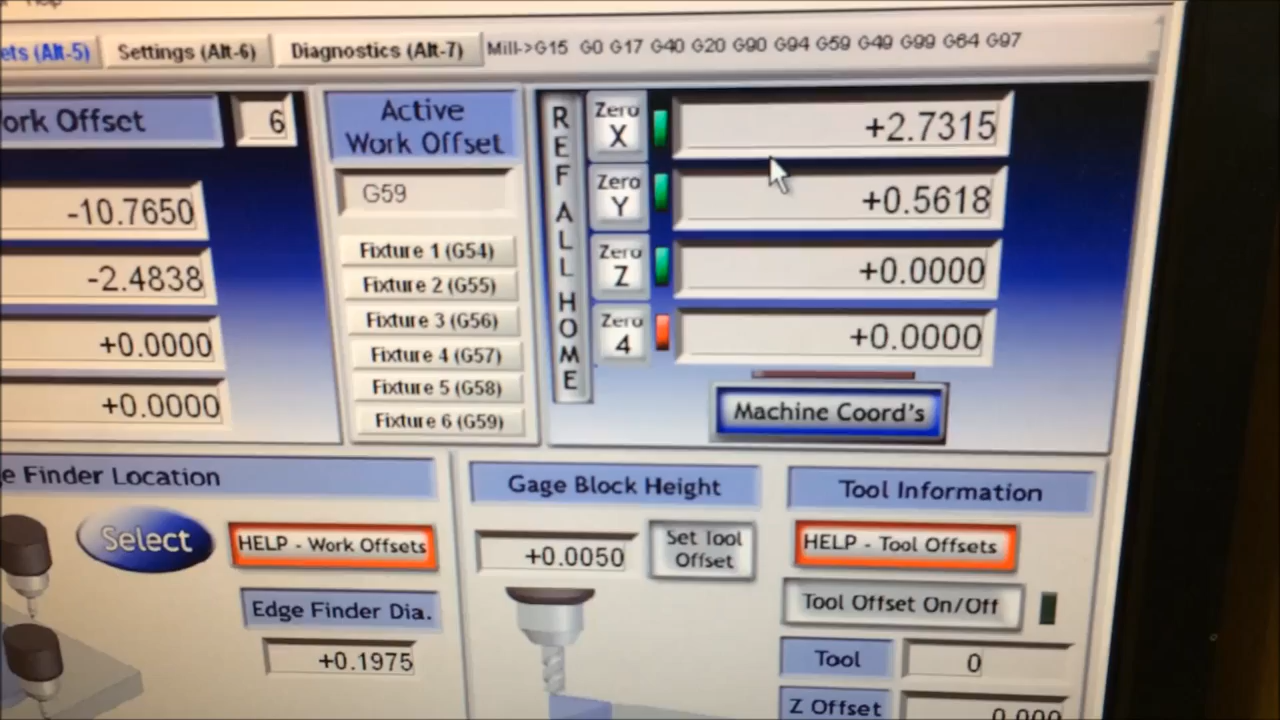 ets (Alt-5) Settings (Alt-6) Diagnostics (Alt-7) Mill->G15 G0 G17 G40 G20 G90 G94 G59 G49 G99 G64 G97
ork Offset 6
-10.7650
-2.4838
+0.0000
+0.0000
Active
Work Offset
G59
Fixture 1 (G54)
Fixture 2 (G55)
Fixture 3 (G56)
Fixture 4 (G57)
Fixture 5 (G58)
Fixture 6 (G59)
REF ALL HOME
Zero
X +2.7315
Zero
Y +0.5618
Zero
Z +0.0000
Zero
4 +0.0000
Machine Coord's
e Finder Location
Select HELP - Work Offsets
Edge Finder Dia.
+0.1975
Gage Block Height
+0.0050 Set Tool
Offset
Tool Information
HELP - Tool Offsets
Tool Offset On/Off
Tool 0
Z Offset